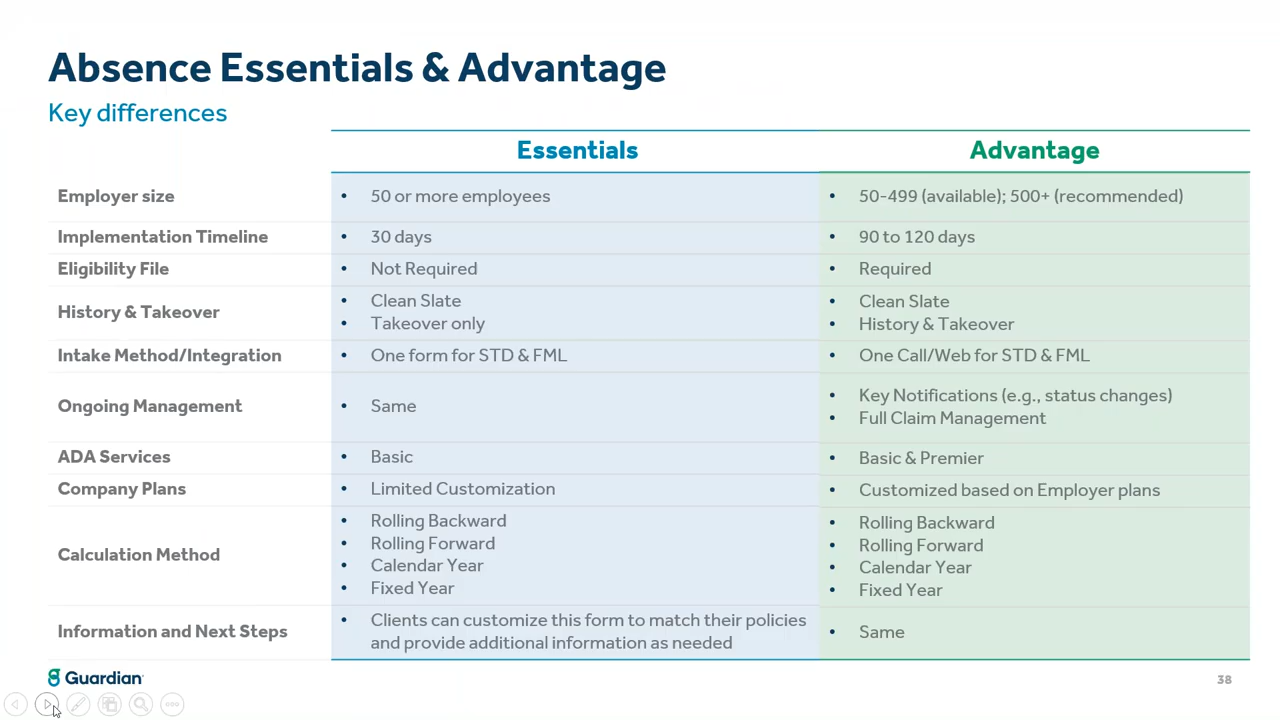 Absence Essentials & Advantage
Key differences
Essentials
Advantage
Employer size
• 50 or more employees
• 50-499 (available); 500+ (recommended)
Implementation Timeline
• 30 days
• 90 to 120 days
Eligibility File
• Not Required
• Required
History & Takeover
• Clean Slate
• Takeover only
• Clean Slate
• History & Takeover
Intake Method/Integration
• One form for STD & FML
• One Call/Web for STD & FML
Ongoing Management
• Same
• Key Notifications (e.g., status changes)
• Full Claim Management
ADA Services
• Basic
• Basic & Premier
Company Plans
• Limited Customization
• Customized based on Employer plans
Calculation Method
• Rolling Backward
• Rolling Forward
• Calendar Year
• Fixed Year
• Rolling Backward
• Rolling Forward
• Calendar Year
• Fixed Year
Information and Next Steps
• Clients can customize this form to match their policies
and provide additional information as needed
• Same
Guardian
38